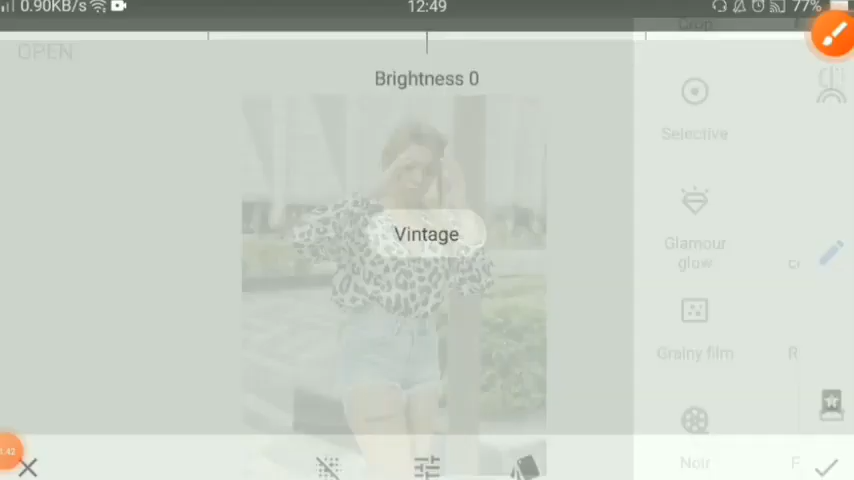 0.90KB/s
12:49
77%
Crop
OPEN
Brightness 0
Selective
Vintage
Glamour
glow
Grainy film
Noir